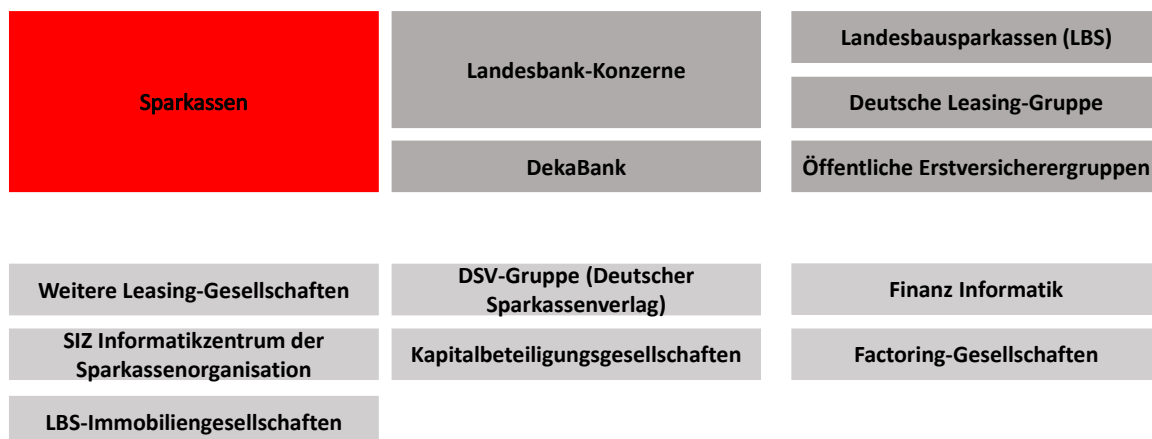 Sparkassen
Landesbank-Konzerne
DekaBank
Landesbausparkassen (LBS)
Deutsche Leasing-Gruppe
Öffentliche Erstversicherergruppen
Weitere Leasing-Gesellschaften
DSV-Gruppe (Deutscher
Sparkassenverlag)
Finanz Informatik
SIZ Informatikzentrum der
Sparkassenorganisation
Kapitalbeteiligungsgesellschaften
Factoring-Gesellschaften
LBS-Immobiliengesellschaften